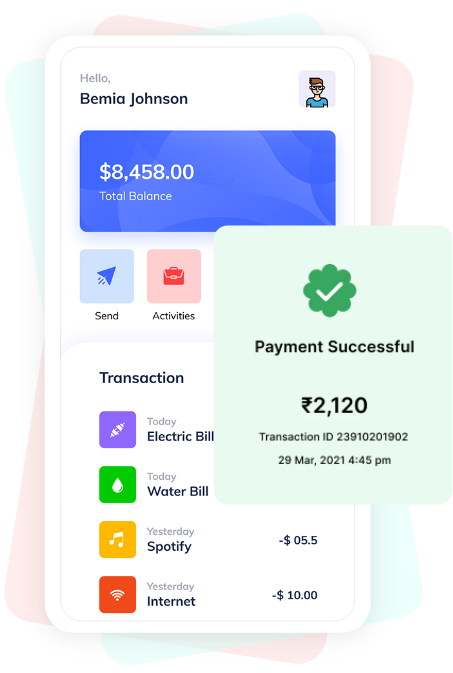 Hello,
Bemia Johnson
$8,458.00
Total Balance
Send
Activities
Payment Successful
₹2,120
Transaction ID 23910201902
29 Mar, 2021 4:45 pm
Transaction
Today
Electric Bill
Today
Water Bill
Yesterday
Spotify
-$ 05.5
Yesterday
Internet
-$ 10.00